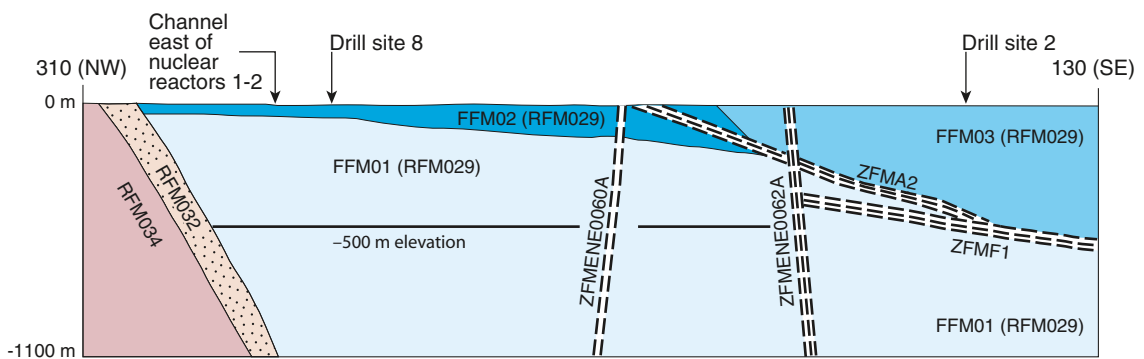 Channel
east of
nuclear
reactors 1-2
Drill site 8
Drill site 2
310 (NW)
130 (SE)
0 m
FFM02 (RFM029)
FFM03 (RFM029)
FFM01 (RFM029)
ZFMA2
RFM032
RFM034
–500 m elevation
ZFMENE0060A
ZFMENE0062A
ZFMF1
FFM01 (RFM029)
-1100 m